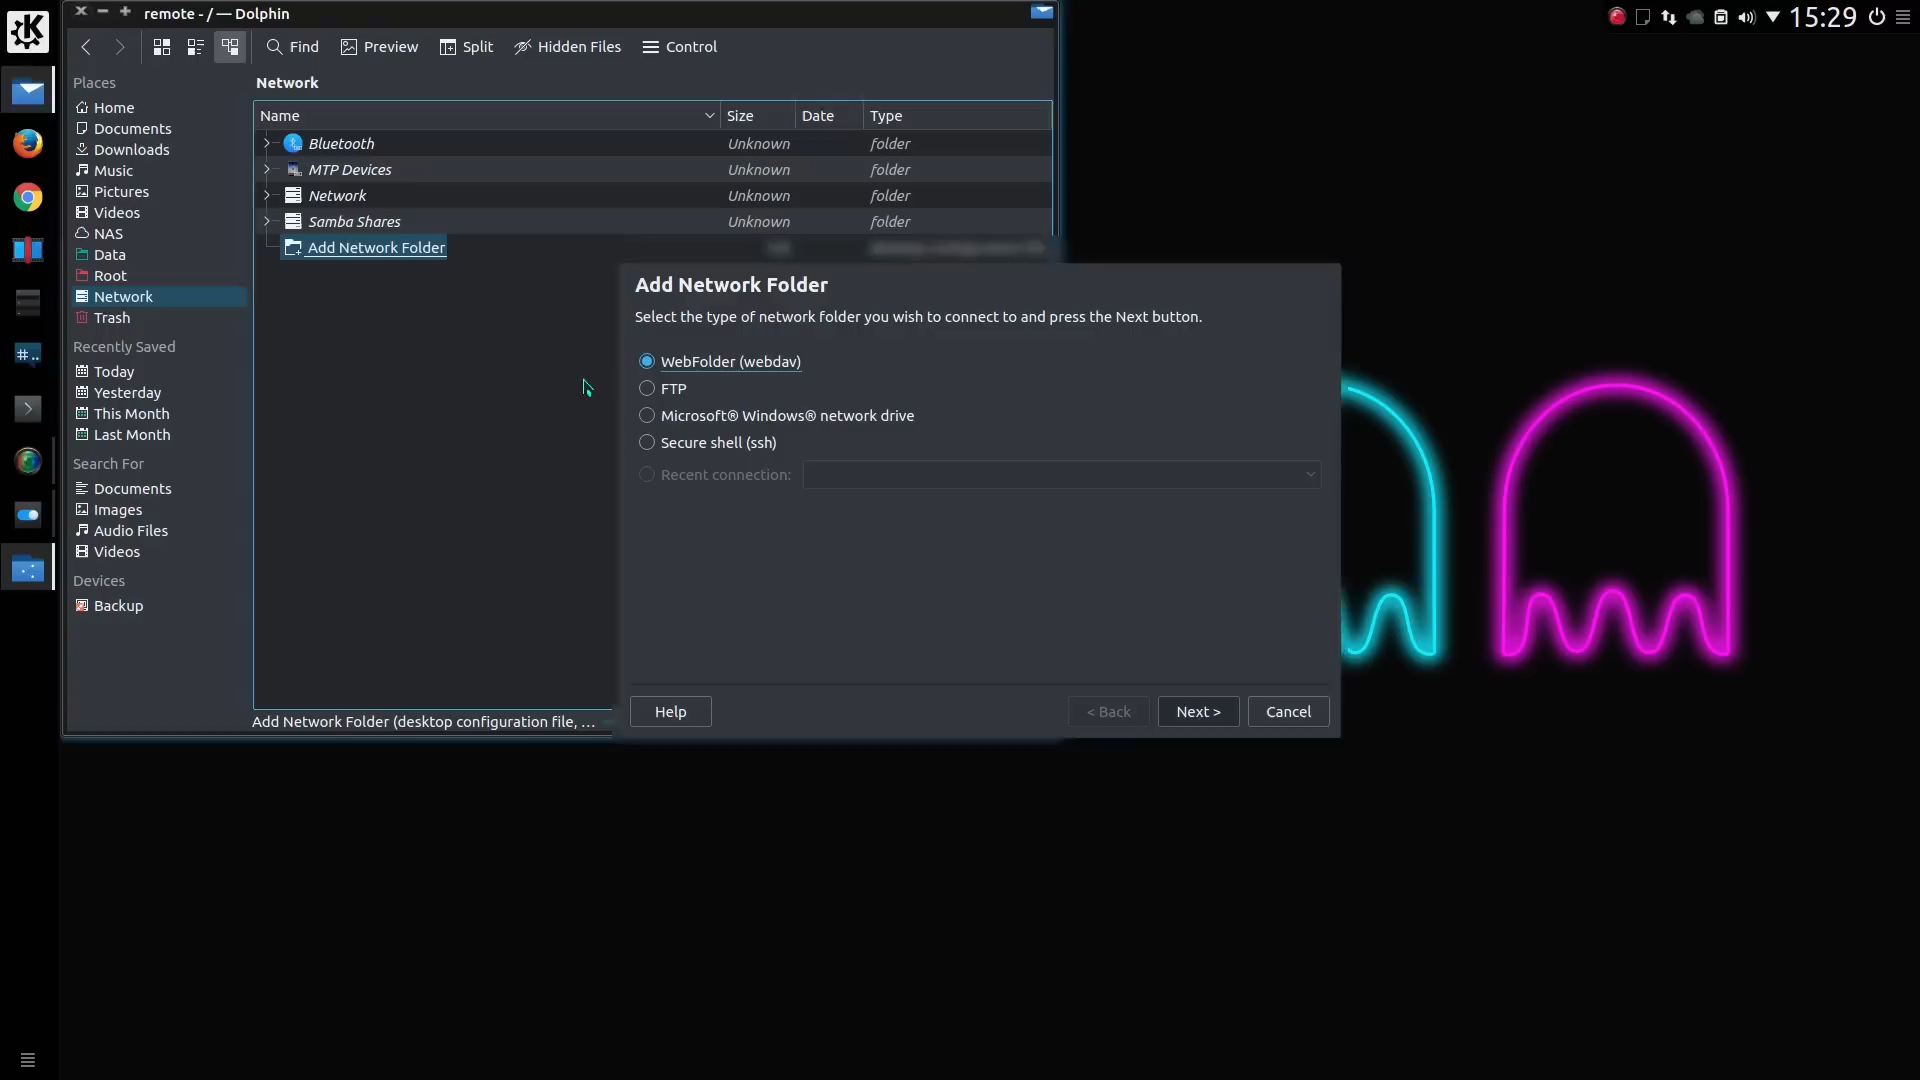 remote - / — Dolphin
15:29
Find
Preview
Split
Hidden Files
Control
Places
Home
Documents
Downloads
Music
Pictures
Videos
NAS
Data
Root
Network
Trash
Recently Saved
Today
Yesterday
This Month
Last Month
Search For
Documents
Images
Audio Files
Videos
Devices
Backup
Network
Name Size Date Type
Bluetooth Unknown folder
MTP Devices Unknown folder
Network Unknown folder
Samba Shares Unknown folder
Add Network Folder
Add Network Folder (desktop configuration file, ...
Add Network Folder
Select the type of network folder you wish to connect to and press the Next button.
WebFolder (webdav)
FTP
Microsoft® Windows® network drive
Secure shell (ssh)
Recent connection:
Help
< Back
Next >
Cancel
#..